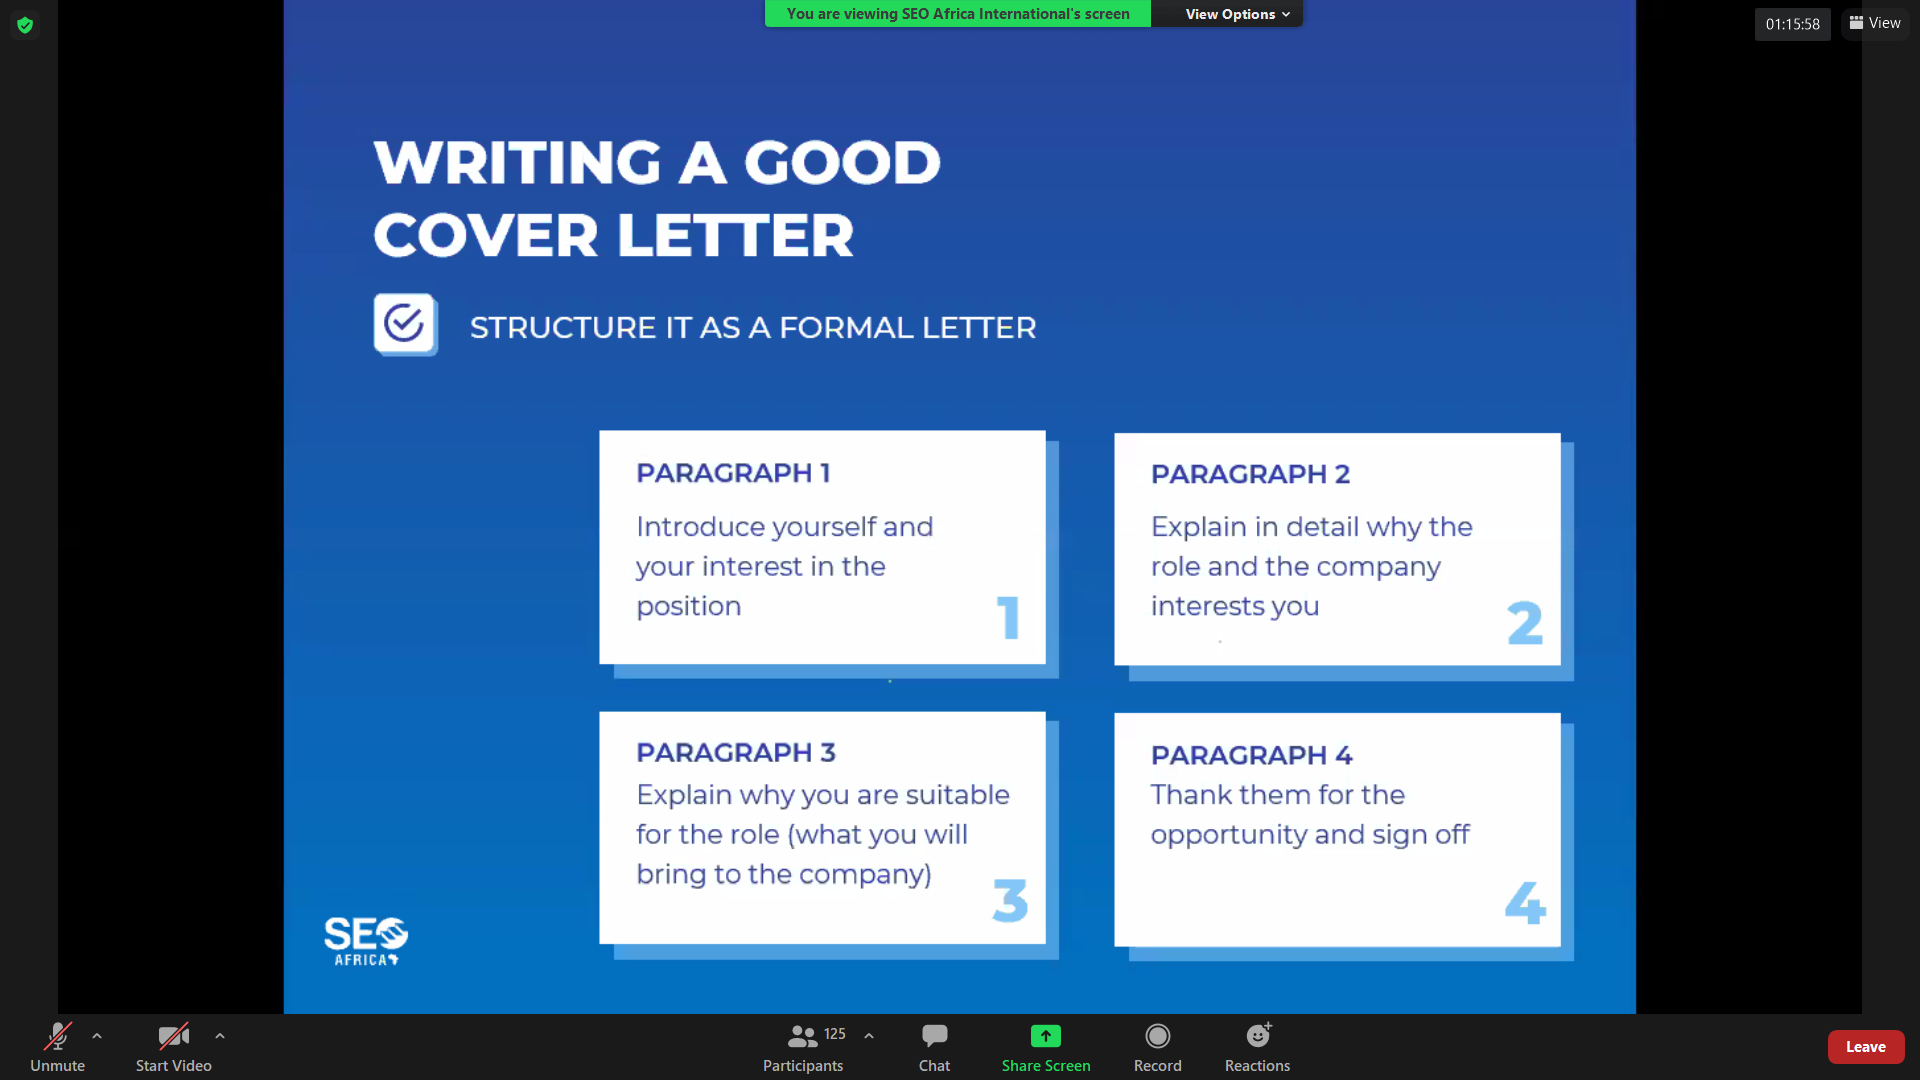 You are viewing SEO Africa International's screen
View Options
01:15:58
View
WRITING A GOOD
COVER LETTER
STRUCTURE IT AS A FORMAL LETTER
PARAGRAPH 1
Introduce yourself and
your interest in the
position
1
PARAGRAPH 2
Explain in detail why the
role and the company
interests you
2
PARAGRAPH 3
Explain why you are suitable
for the role (what you will
bring to the company)
3
PARAGRAPH 4
Thank them for the
opportunity and sign off
4
SEO
AFRICA
Unmute
Start Video
125
Participants
Chat
Share Screen
Record
Reactions
Leave